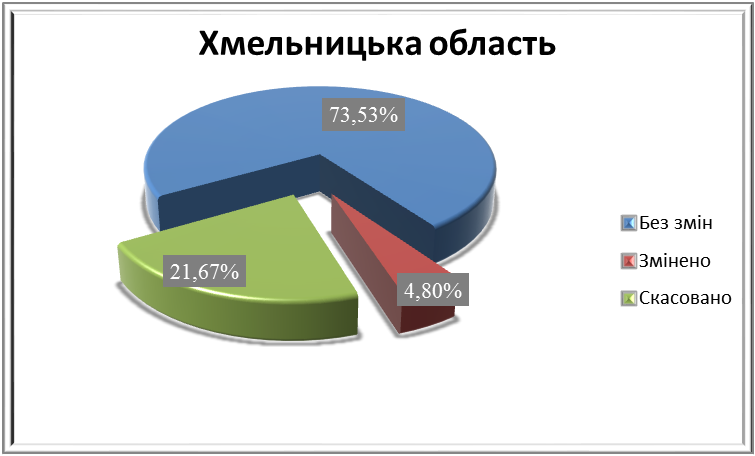 Хмельницька область
73,53%
21,67%
4,80%
Без змін
Змінено
Скасовано